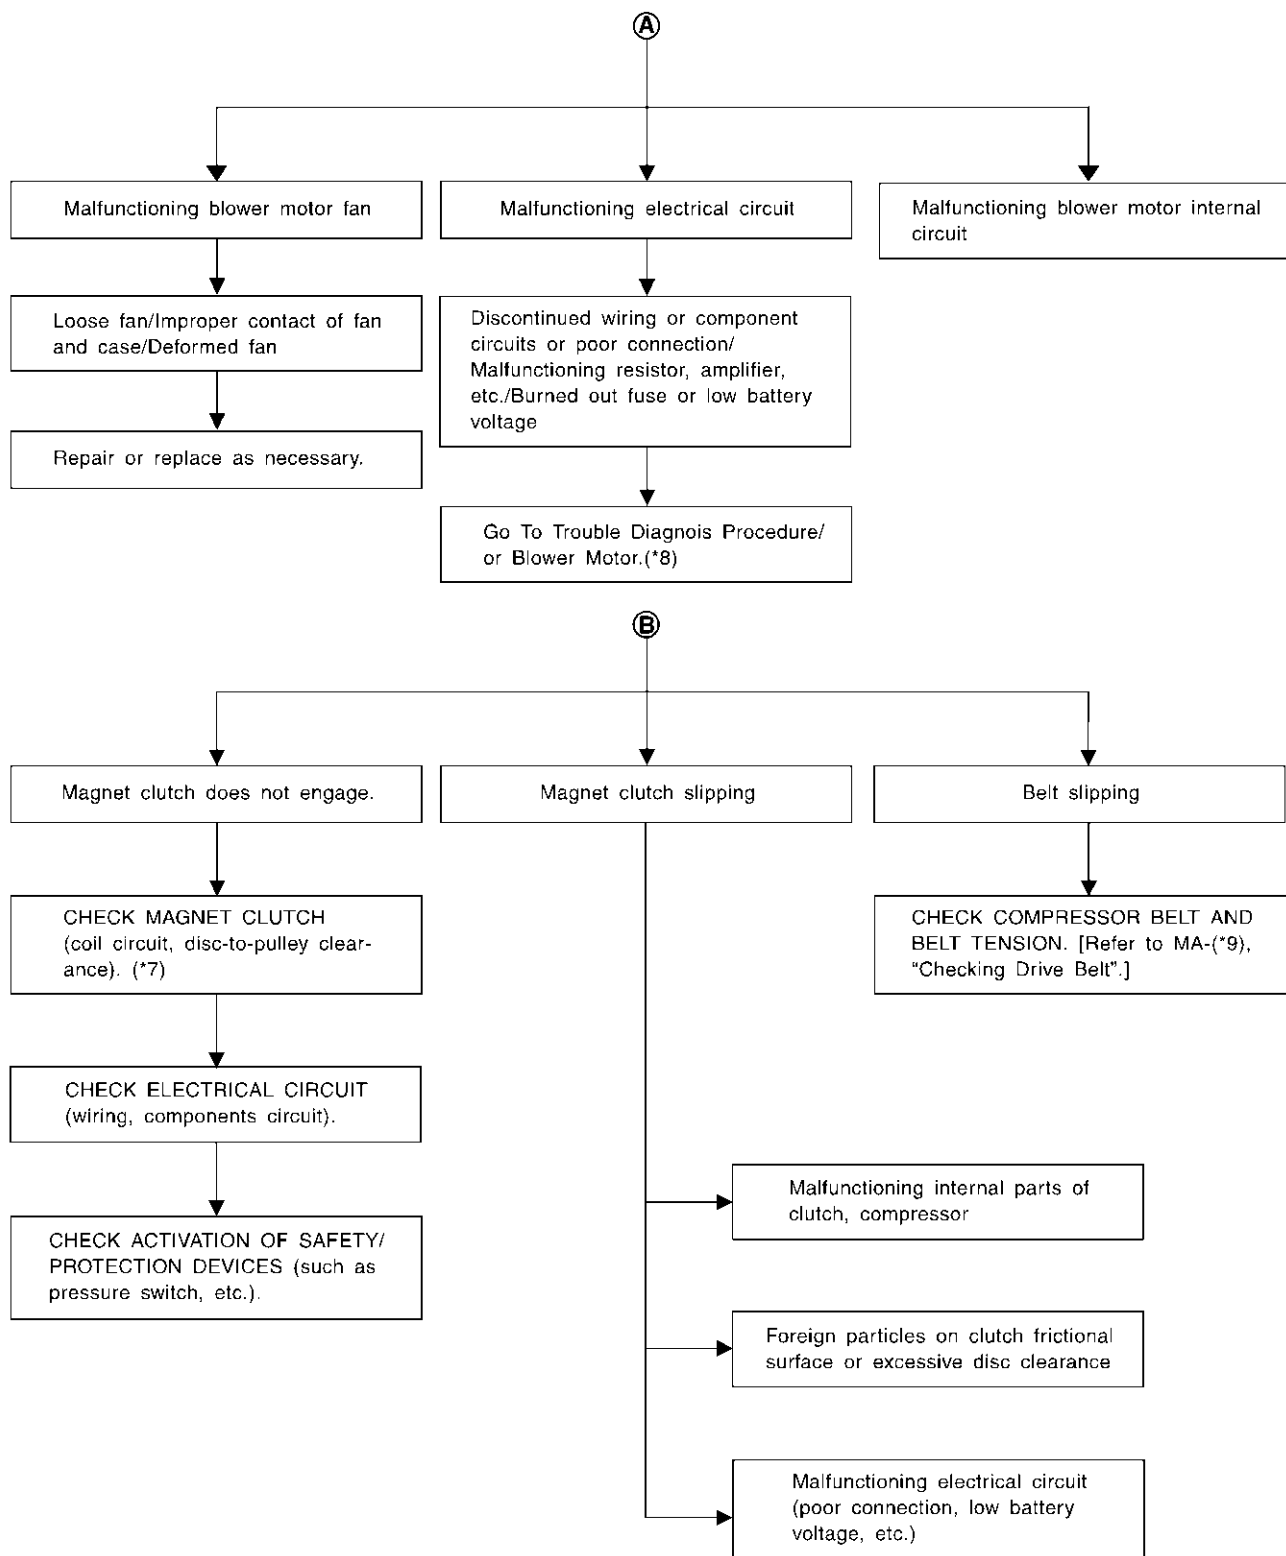 A
Malfunctioning blower motor fan
Malfunctioning electrical circuit
Malfunctioning blower motor internal
circuit
Loose fan/Improper contact of fan
and case/Deformed fan
Discontinued wiring or component
circuits or poor connection/
Malfunctioning resistor, amplifier,
etc./Burned out fuse or low battery
voltage
Repair or replace as necessary.
Go To Trouble Diagnois Procedure/
or Blower Motor.(*8)
B
Magnet clutch does not engage.
Magnet clutch slipping
Belt slipping
CHECK MAGNET CLUTCH
(coil circuit, disc-to-pulley clear-
ance). (*7)
CHECK COMPRESSOR BELT AND
BELT TENSION. [Refer to MA-(*9),
“Checking Drive Belt”.]
CHECK ELECTRICAL CIRCUIT
(wiring, components circuit).
CHECK ACTIVATION OF SAFETY/
PROTECTION DEVICES (such as
pressure switch, etc.).
Malfunctioning internal parts of
clutch, compressor
Foreign particles on clutch frictional
surface or excessive disc clearance
Malfunctioning electrical circuit
(poor connection, low battery
voltage, etc.)